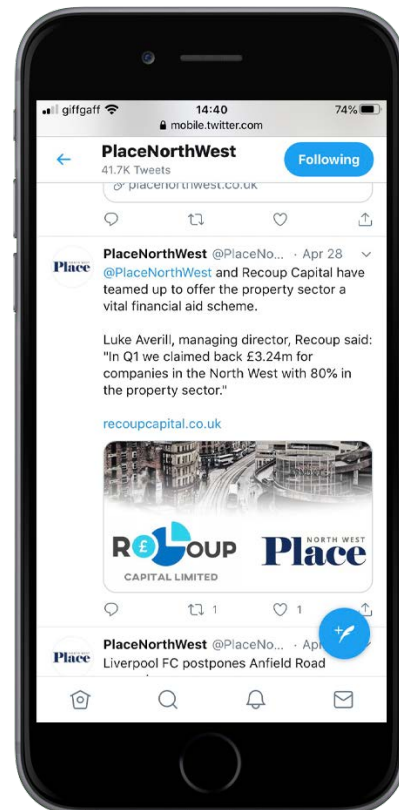 giffgaff 14:40 74%
mobile.twitter.com
PlaceNorthWest
41.7K Tweets
Following
placenorthwest.co.uk
PlaceNorthWest @PlaceNo... · Apr 28
Place
@PlaceNorthWest and Recoup Capital have
teamed up to offer the property sector a
vital financial aid scheme.
Luke Averill, managing director, Recoup said:
"In Q1 we claimed back £3.24m for
companies in the North West with 80% in
the property sector."
recoupcapital.co.uk
RE£OUP
CAPITAL LIMITED
NORTH WEST
Place
1 1
PlaceNorthWest @PlaceNo... · Apr
Place
Liverpool FC postpones Anfield Road